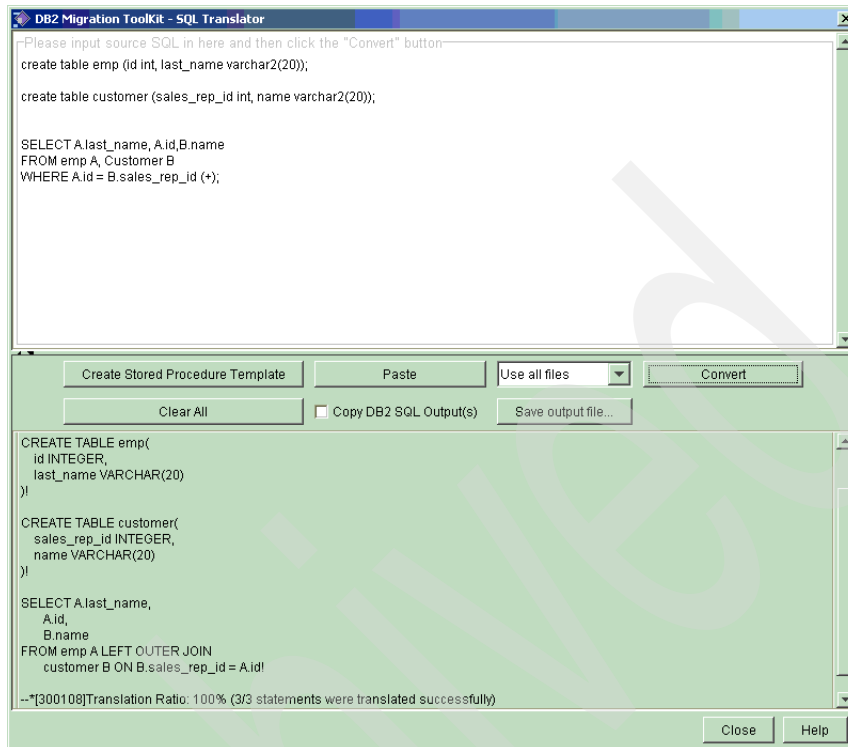 DB2 Migration ToolKit - SQL Translator
Please input source SQL in here and then click the "Convert" button
create table emp (id int, last_name varchar2(20));
create table customer (sales_rep_id int, name varchar2(20));
SELECT A.last_name, A.id,B.name
FROM emp A, Customer B
WHERE A.id = B.sales_rep_id (+);
Create Stored Procedure Template Paste Use all files Convert
Clear All Copy DB2 SQL Output(s) Save output file...
CREATE TABLE emp(
id INTEGER,
last_name VARCHAR(20)
)!
CREATE TABLE customer(
sales_rep_id INTEGER,
name VARCHAR(20)
)!
SELECT A.last_name,
A.id,
B.name
FROM emp A LEFT OUTER JOIN
customer B ON B.sales_rep_id = A.id!
--*[300108]Translation Ratio: 100% (3/3 statements were translated successfully)
Close Help